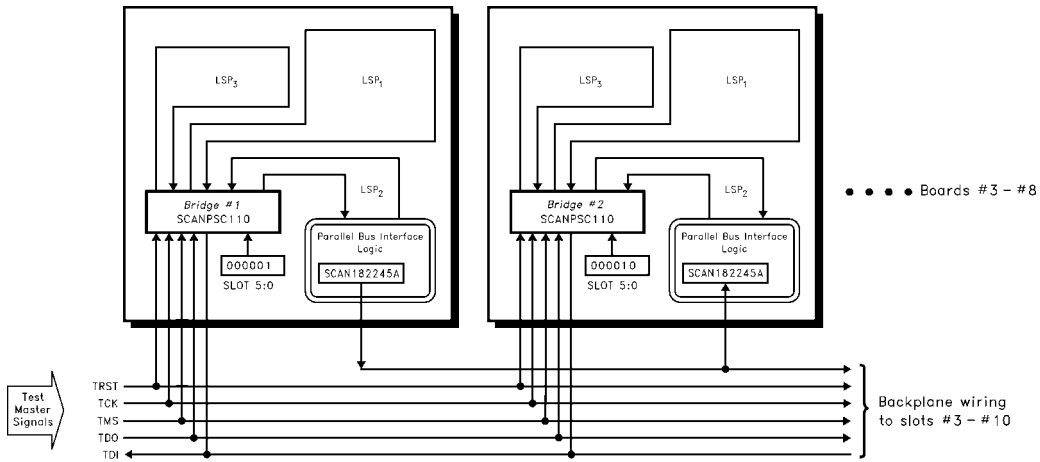 LSP3
LSP1
Bridge #1
SCANPSC110
LSP2
Parallel Bus Interface
Logic
SCAN182245A
000001
SLOT 5:0
LSP3
LSP1
Bridge #2
SCANPSC110
LSP2
Parallel Bus Interface
Logic
SCAN182245A
000010
SLOT 5:0
Boards #3 - #8
Test
Master
Signals
TRST
TCK
TMS
TDO
TDI
Backplane wiring
to slots #3 - #10